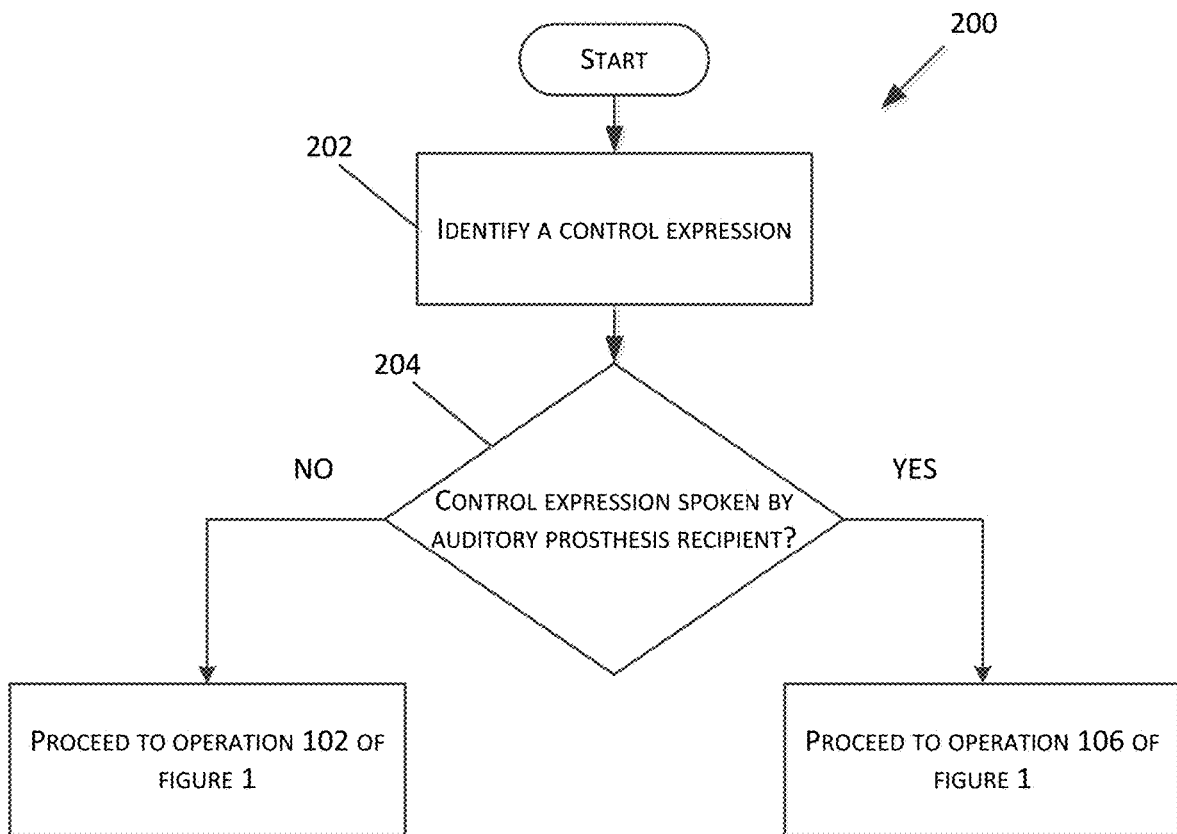 200
START
202
IDENTIFY A CONTROL EXPRESSION
204
NO
YES
CONTROL EXPRESSION SPOKEN BY
AUDITORY PROSTHESIS RECIPIENT?
PROCEED TO OPERATION 102 OF
FIGURE 1
PROCEED TO OPERATION 106 OF
FIGURE 1